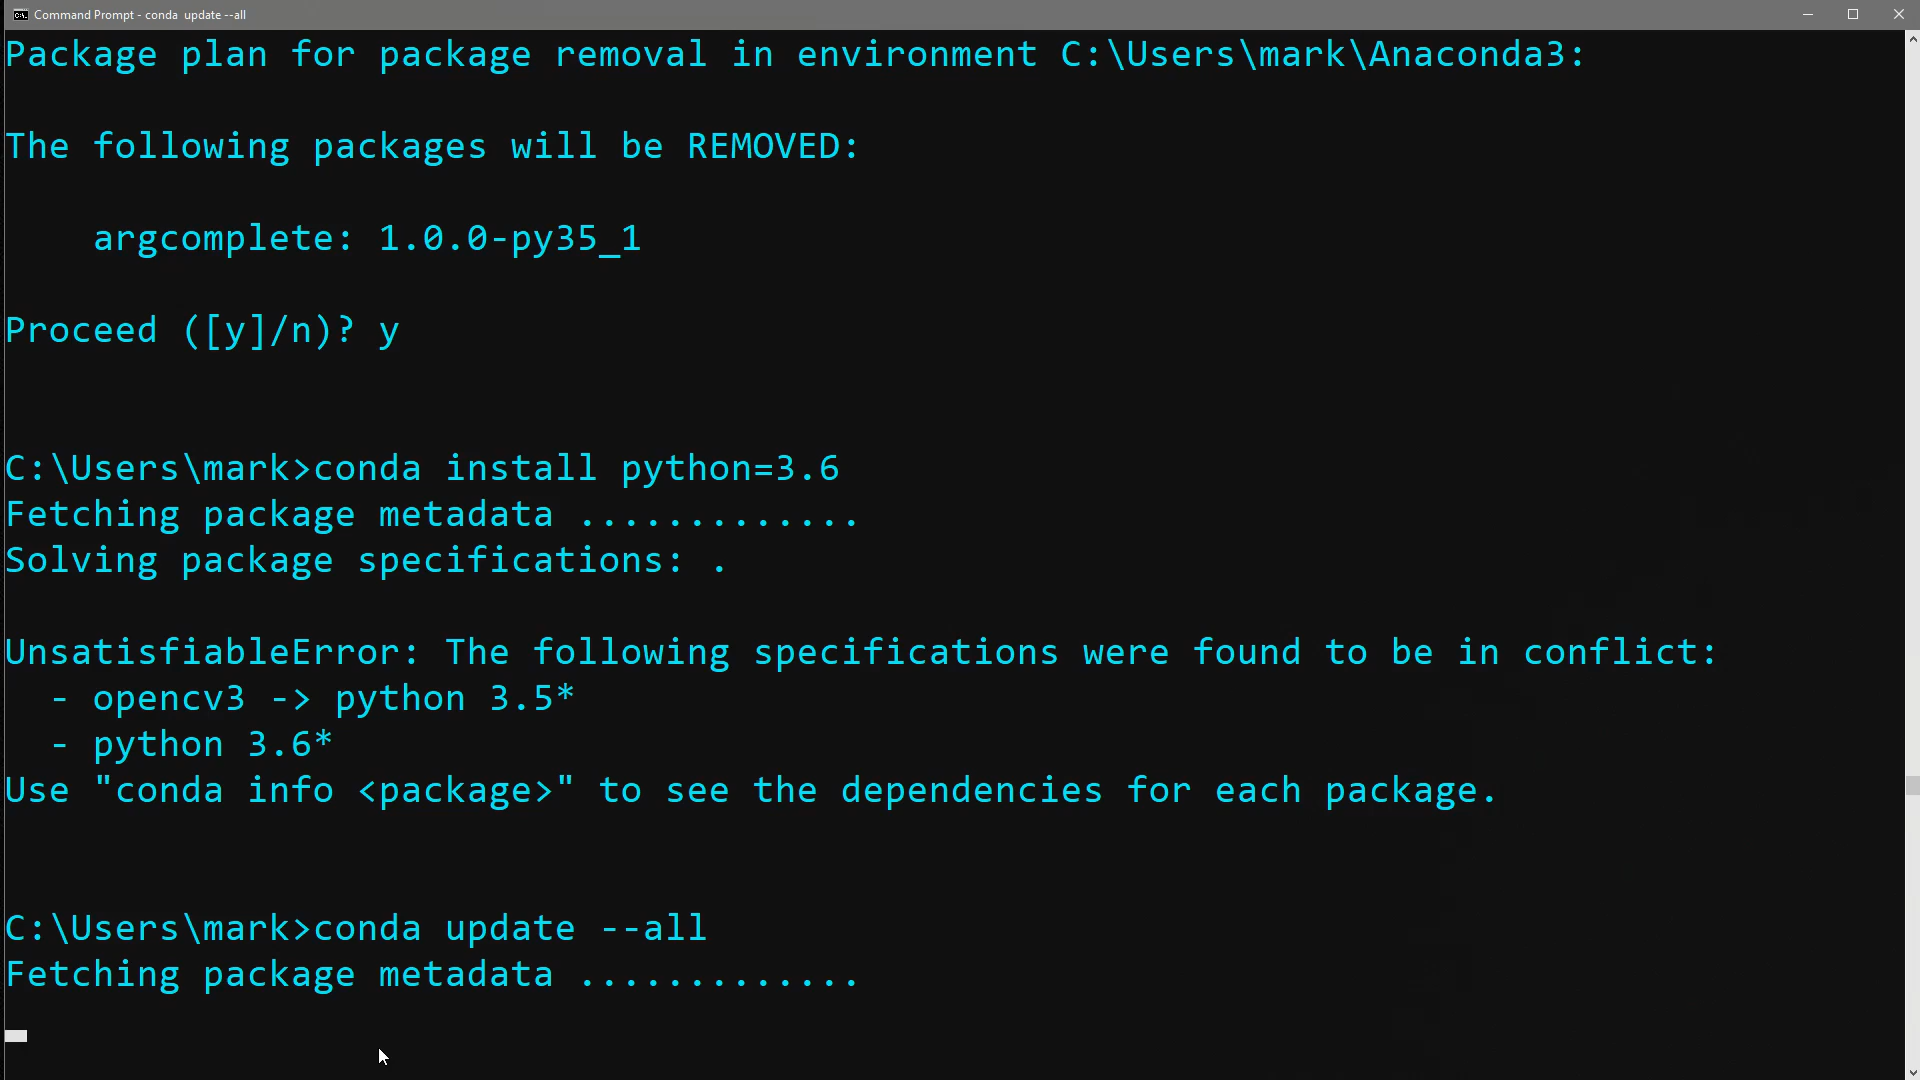 Command Prompt - conda  update --all
Package plan for package removal in environment C:\Users\mark\Anaconda3:
The following packages will be REMOVED:
argcomplete: 1.0.0-py35_1
Proceed ([y]/n)? y
C:\Users\mark>conda install python=3.6
Fetching package metadata .............
Solving package specifications: .
UnsatisfiableError: The following specifications were found to be in conflict:
- opencv3 -> python 3.5*
- python 3.6*
Use "conda info <package>" to see the dependencies for each package.
C:\Users\mark>conda update --all
Fetching package metadata .............